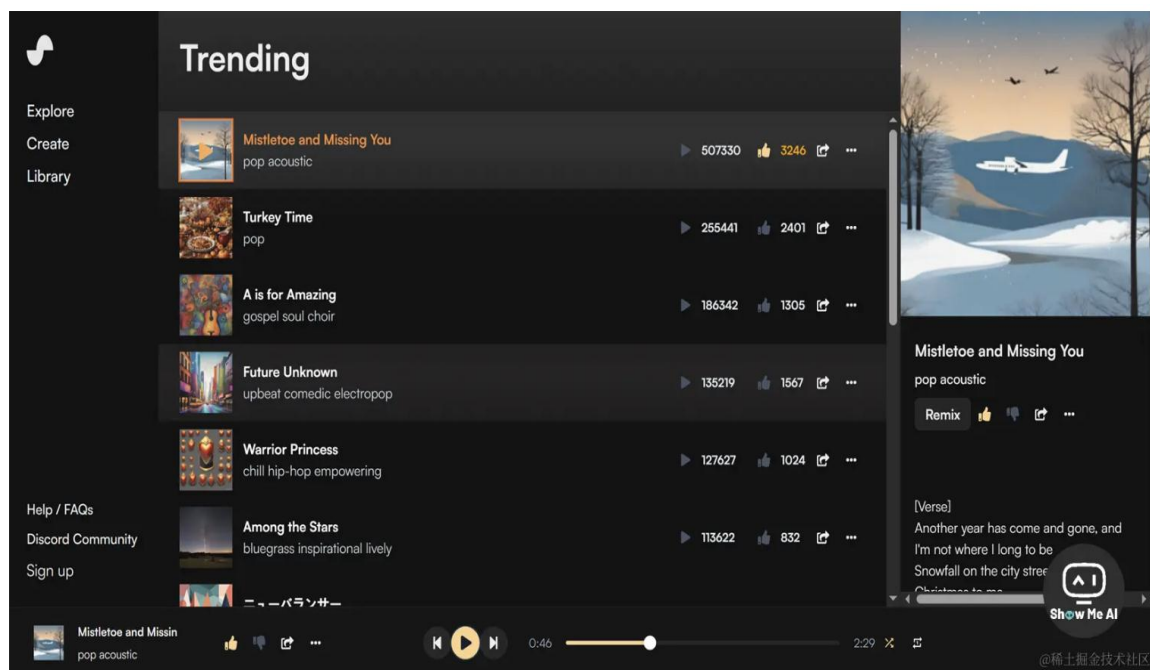 Trending
Explore
Create
Library
Mistletoe and Missing You
pop acoustic
507330 3246
Turkey Time
pop
255441 2401
A is for Amazing
gospel soul choir
186342 1305
Future Unknown
upbeat comedic electropop
135219 1567
Warrior Princess
chill hip-hop empowering
127627 1024
Among the Stars
bluegrass inspirational lively
113622 832
ニューバランサー
Help / FAQs
Discord Community
Sign up
Mistletoe and Missing You
pop acoustic
Remix
[Verse]
Another year has come and gone, and
I'm not where I long to be
Snowfall on the city stree
Christmas to me
AI
Show Me AI
Mistletoe and Missin
pop acoustic
0:46 2:29
@稀土掘金技术社区